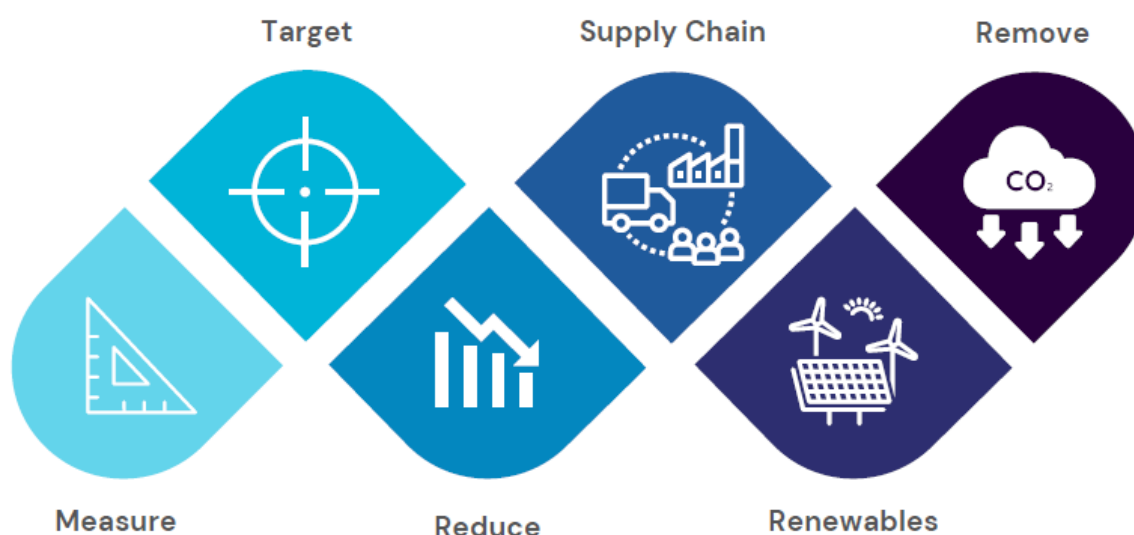 Target
Supply Chain
Remove
CO₂
Measure
Reduce
Renewables